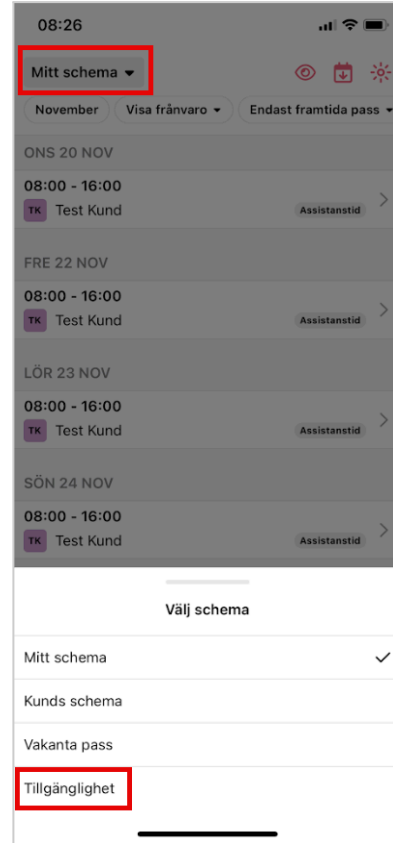 08:26
Mitt schema
November Visa frånvaro Endast framtida pass
ONS 20 NOV
08:00 - 16:00
TK Test Kund Assistanstid
FRE 22 NOV
08:00 - 16:00
TK Test Kund Assistanstid
LÖR 23 NOV
08:00 - 16:00
TK Test Kund Assistanstid
SÖN 24 NOV
08:00 - 16:00
TK Test Kund Assistanstid
Välj schema
Mitt schema
Kunds schema
Vakanta pass
Tillgänglighet